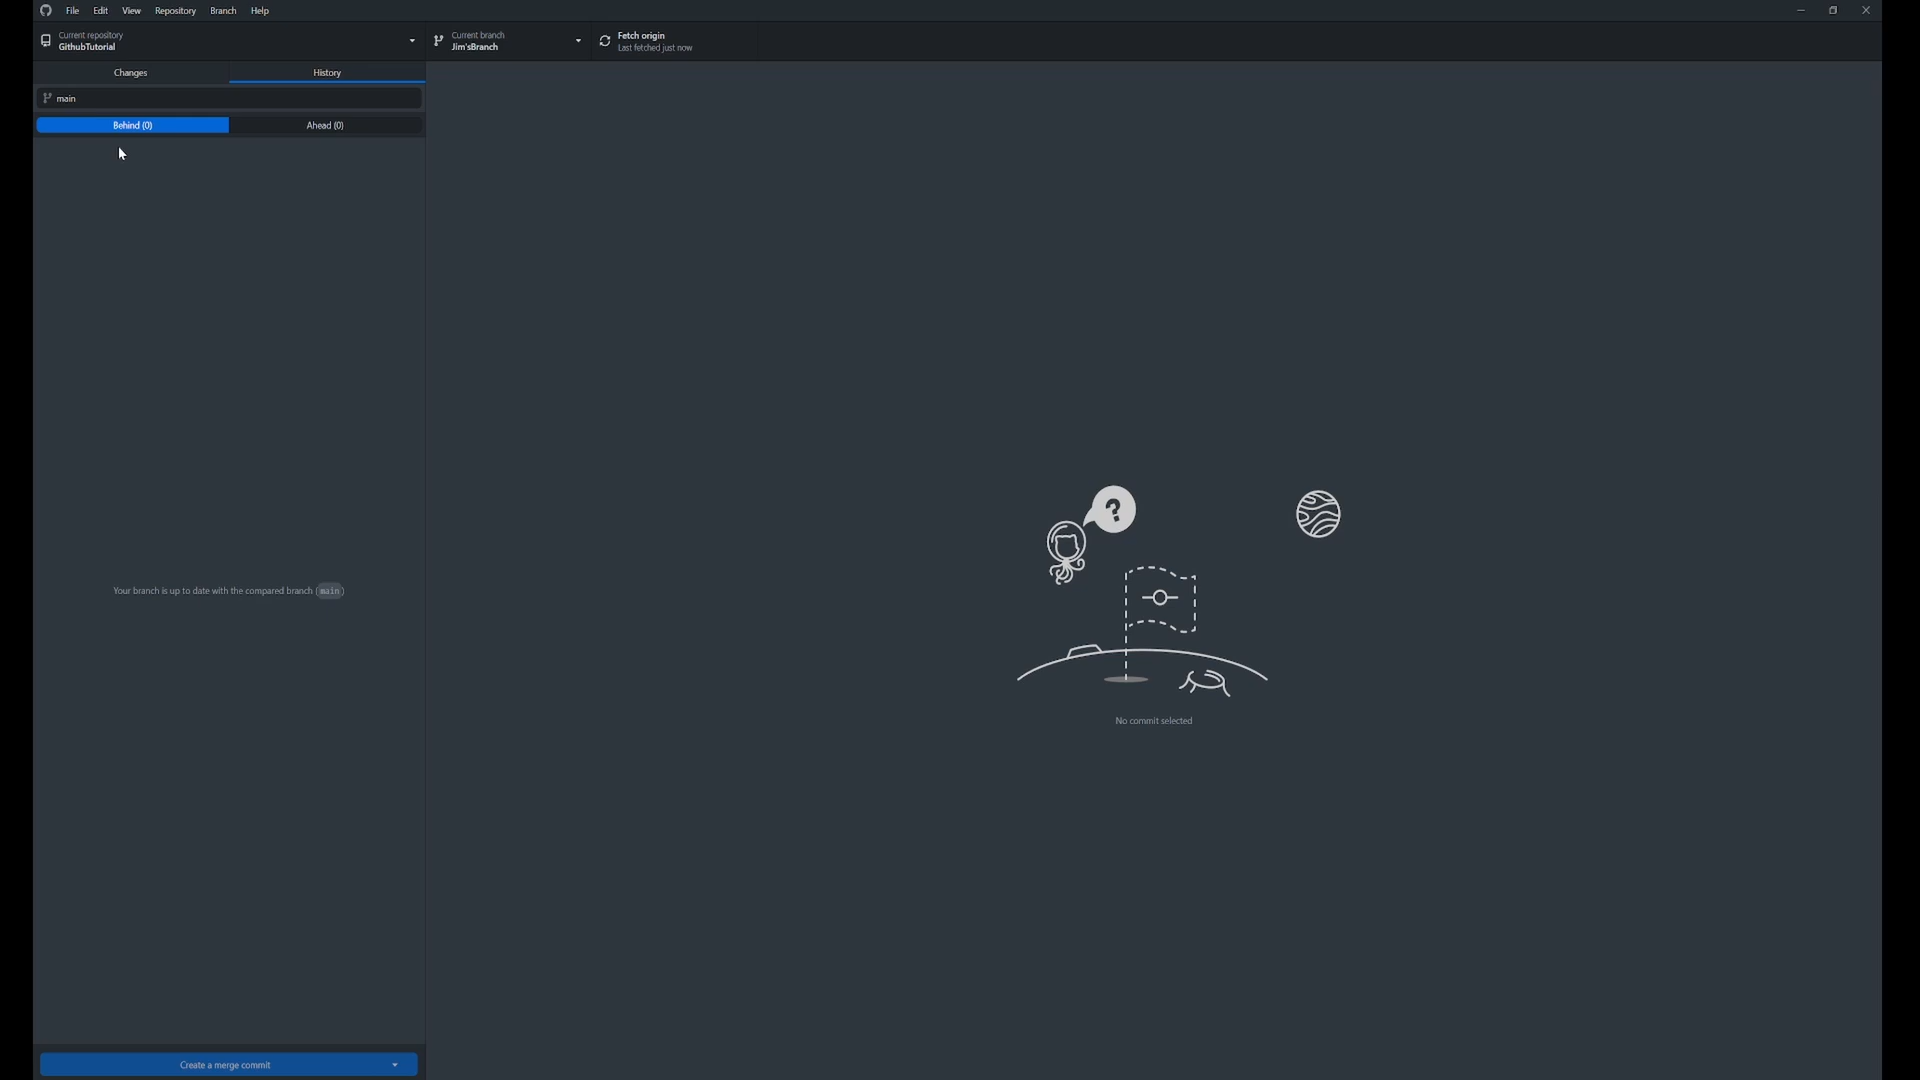 File Edit View Repository Branch Help
Current repository
GithubTutorial
Current branch
Jim'sBranch
Fetch origin
Last fetched just now
Changes
History
main
Behind (0)
Ahead (0)
Your branch is up to date with the compared branch (main)
?
No commit selected
Create a merge commit